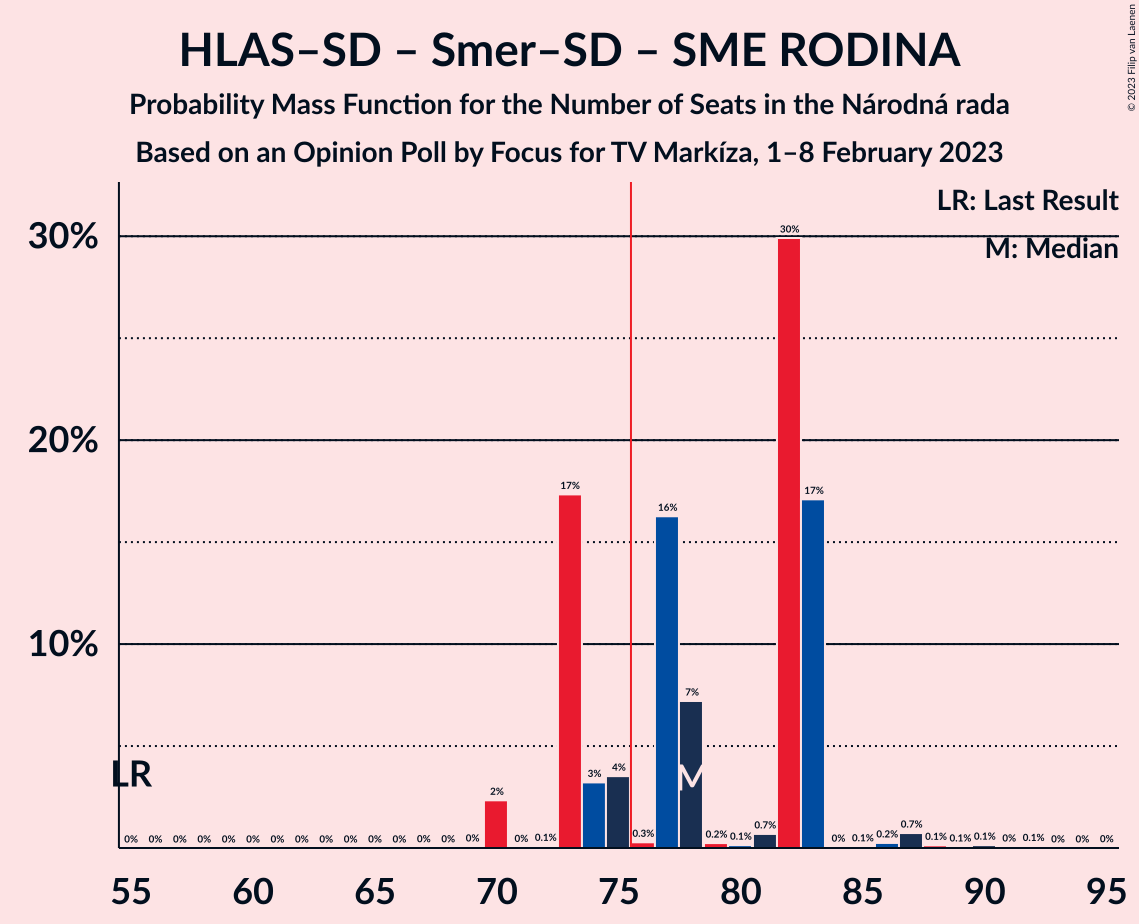 HLAS–SD – Smer–SD – SME RODINA
Probability Mass Function for the Number of Seats in the Národná rada
Based on an Opinion Poll by Focus for TV Markíza, 1–8 February 2023
© 2023 Filip van Laenen
LR: Last Result
M: Median
30%
20%
10%
LR
M
0% 0% 0% 0% 0% 0% 0% 0% 0% 0% 0% 0% 0% 0% 0% 2% 0% 0.1% 17% 3% 4% 0.3% 16% 7% 0.2% 0.1% 0.7% 30% 17% 0% 0.1% 0.2% 0.7% 0.1% 0.1% 0.1% 0% 0.1% 0% 0% 0%
55 60 65 70 75 80 85 90 95